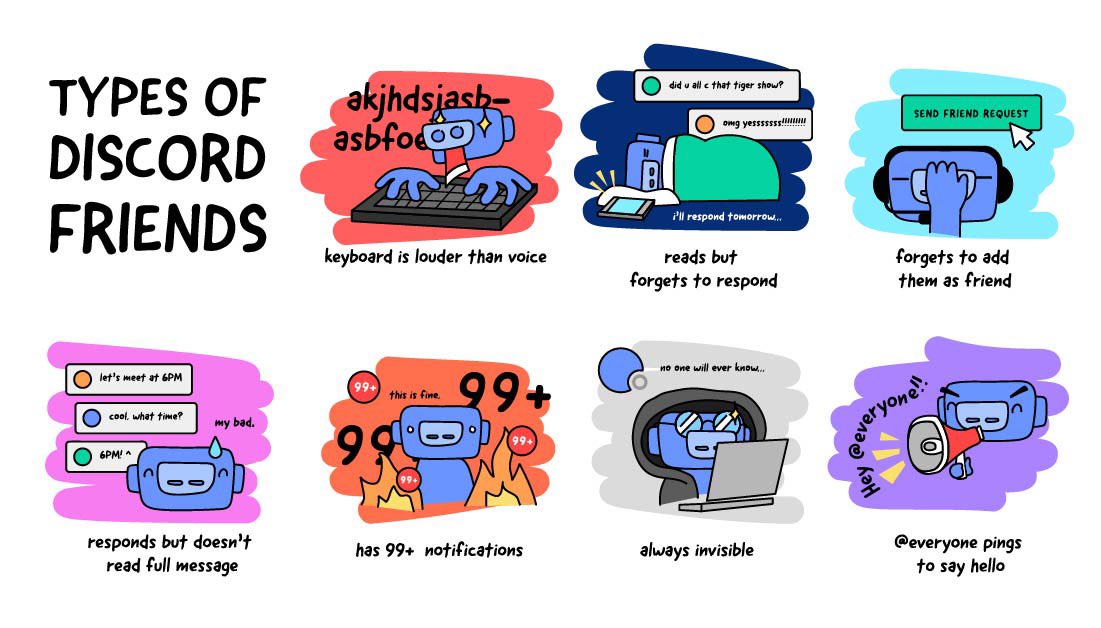 TYPES OF
DISCORD
FRIENDS
akjhdsjasb-
asbfoe
keyboard is louder than voice
did u all c that tiger show?
omg yesssssss!!!!!!!!!
i'll respond tomorrow...
reads but
forgets to respond
SEND FRIEND REQUEST
forgets to add
them as friend
let's meet at 6PM
cool, what time?
my bad.
6PM! ^
responds but doesn't
read full message
99+
this is fine.
99+
99
99+
99+
has 99+ notifications
no one will ever know...
always invisible
Hey @everyone!!
@everyone pings
to say hello